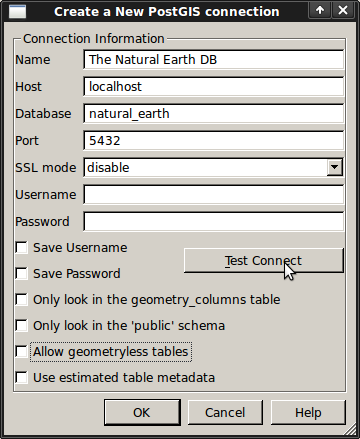 Create a New PostGIS connection
Connection Information
Name The Natural Earth DB
Host localhost
Database natural_earth
Port 5432
SSL mode disable
Username
Password
Save Username
Test Connect
Save Password
Only look in the geometry_columns table
Only look in the 'public' schema
Allow geometryless tables
Use estimated table metadata
OK Cancel Help